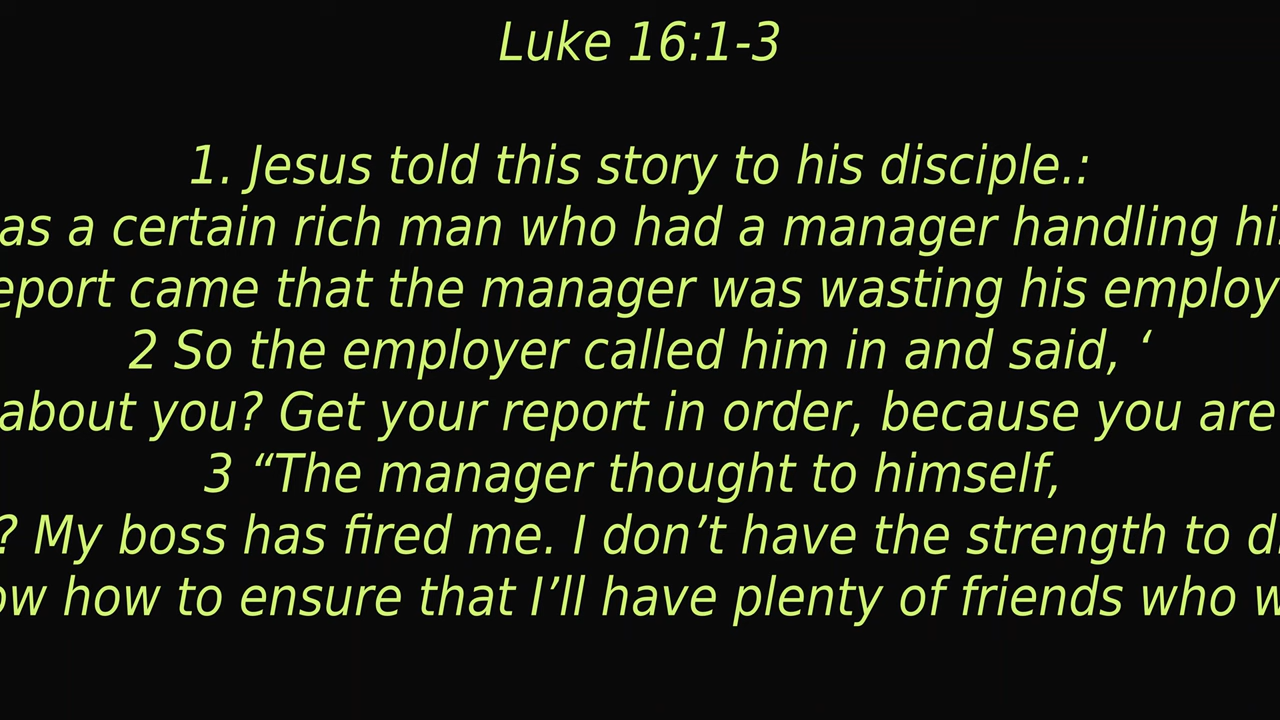 Luke 16:1-3
1. Jesus told this story to his disciple.:
as a certain rich man who had a manager handling
eport came that the manager was wasting his employ
2 So the employer called him in and said, ‘
about you? Get your report in order, because you are
3 “The manager thought to himself,
? My boss has fired me. I don’t have the strength to
ow how to ensure that I’ll have plenty of friends who